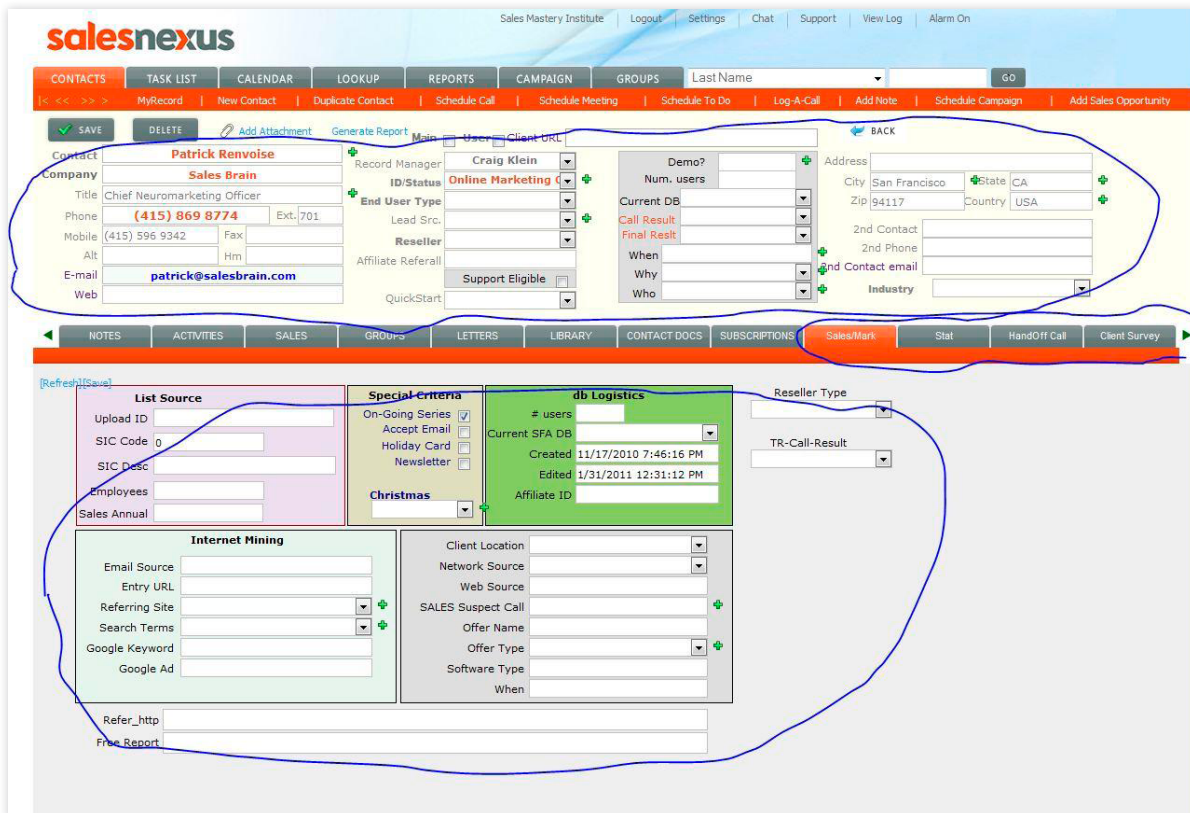 Sales Mastery Institute Logout Settings Chat Support View Log Alarm On
salesnexus
CONTACTS TASK LIST CALENDAR LOOKUP REPORTS CAMPAIGN GROUPS Last Name GO
|< << >> > MyRecord | New Contact | Duplicate Contact | Schedule Call | Schedule Meeting | Schedule To Do | Log-A-Call | Add Note | Schedule Campaign | Add Sales Opportunity
SAVE DELETE Add Attachment Generate Report Main User Client URL BACK
Contact Patrick Renvoise Record Manager Craig Klein Demo? Address
Company Sales Brain ID/Status Online Marketing Num. users City San Francisco State CA
Title Chief Neuromarketing Officer End User Type Current DB Zip 94117 Country USA
Phone (415) 869 8774 Ext. 701 Lead Src. Call Result 2nd Contact
Mobile (415) 596 9342 Fax Reseller Final Reslt 2nd Phone
Alt Hm Affiliate Referall When 2nd Contact email
E-mail patrick@salesbrain.com Support Eligible Why Industry
Web QuickStart Who
NOTES ACTIVITIES SALES GROUPS LETTERS LIBRARY CONTACT DOCS SUBSCRIPTIONS Sales/Mark Stat HandOff Call Client Survey
[Refresh][Save]
List Source
Upload ID
SIC Code 0
SIC Desc
Employees
Sales Annual
Special Criteria
On-Going Series
Accept Email
Holiday Card
Newsletter
Christmas
db Logistics
# users
Current SFA DB
Created 11/17/2010 7:46:16 PM
Edited 1/31/2011 12:31:12 PM
Affiliate ID
Reseller Type
TR-Call-Result
Internet Mining
Email Source
Entry URL
Referring Site
Search Terms
Google Keyword
Google Ad
Client Location
Network Source
Web Source
SALES Suspect Call
Offer Name
Offer Type
Software Type
When
Refer_http
Free Report